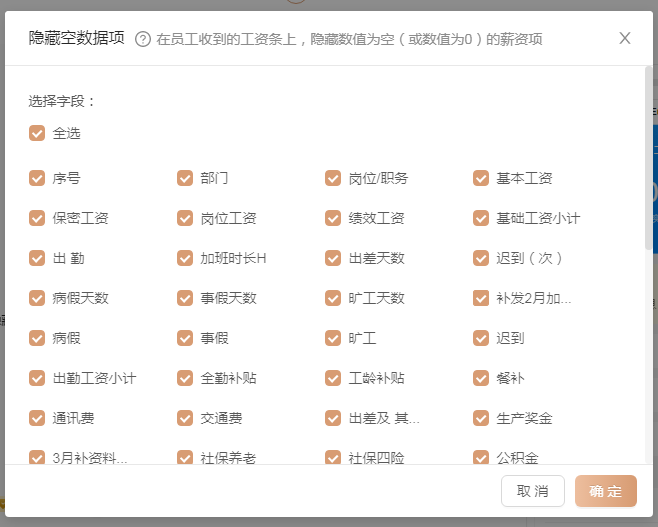 隐藏空数据项 ? 在员工收到的工资条上，隐藏数值为空（或数值为0）的薪资项
选择字段：
全选
序号 部门 岗位/职务 基本工资
保密工资 岗位工资 绩效工资 基础工资小计
出 勤 加班时长H 出差天数 迟到（次）
病假天数 事假天数 旷工天数 补发2月加...
病假 事假 旷工 迟到
出勤工资小计 全勤补贴 工龄补贴 餐补
通讯费 交通费 出差及 其... 生产奖金
3月补资料... 社保养老 社保四险 公积金
取 消 确 定